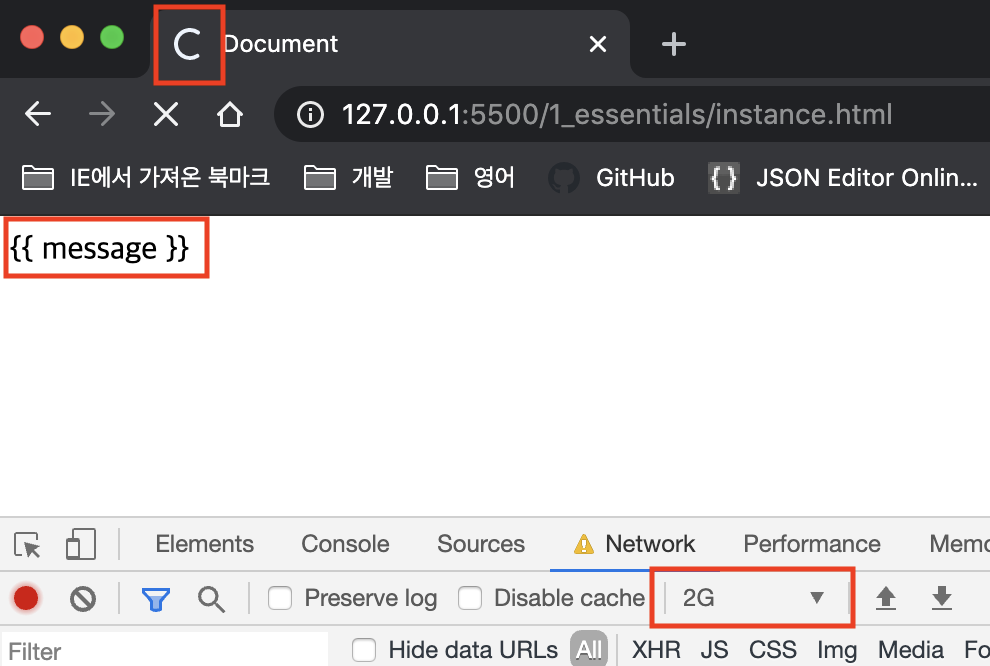 Document
127.0.0.1:5500/1_essentials/instance.html
IE에서 가져온 북마크 개발 영어 GitHub {} JSON Editor Onlin...
{{ message }}
Elements Console Sources Network Performance Memo
Preserve log Disable cache 2G
Filter Hide data URLs All XHR JS CSS Img Media Fo